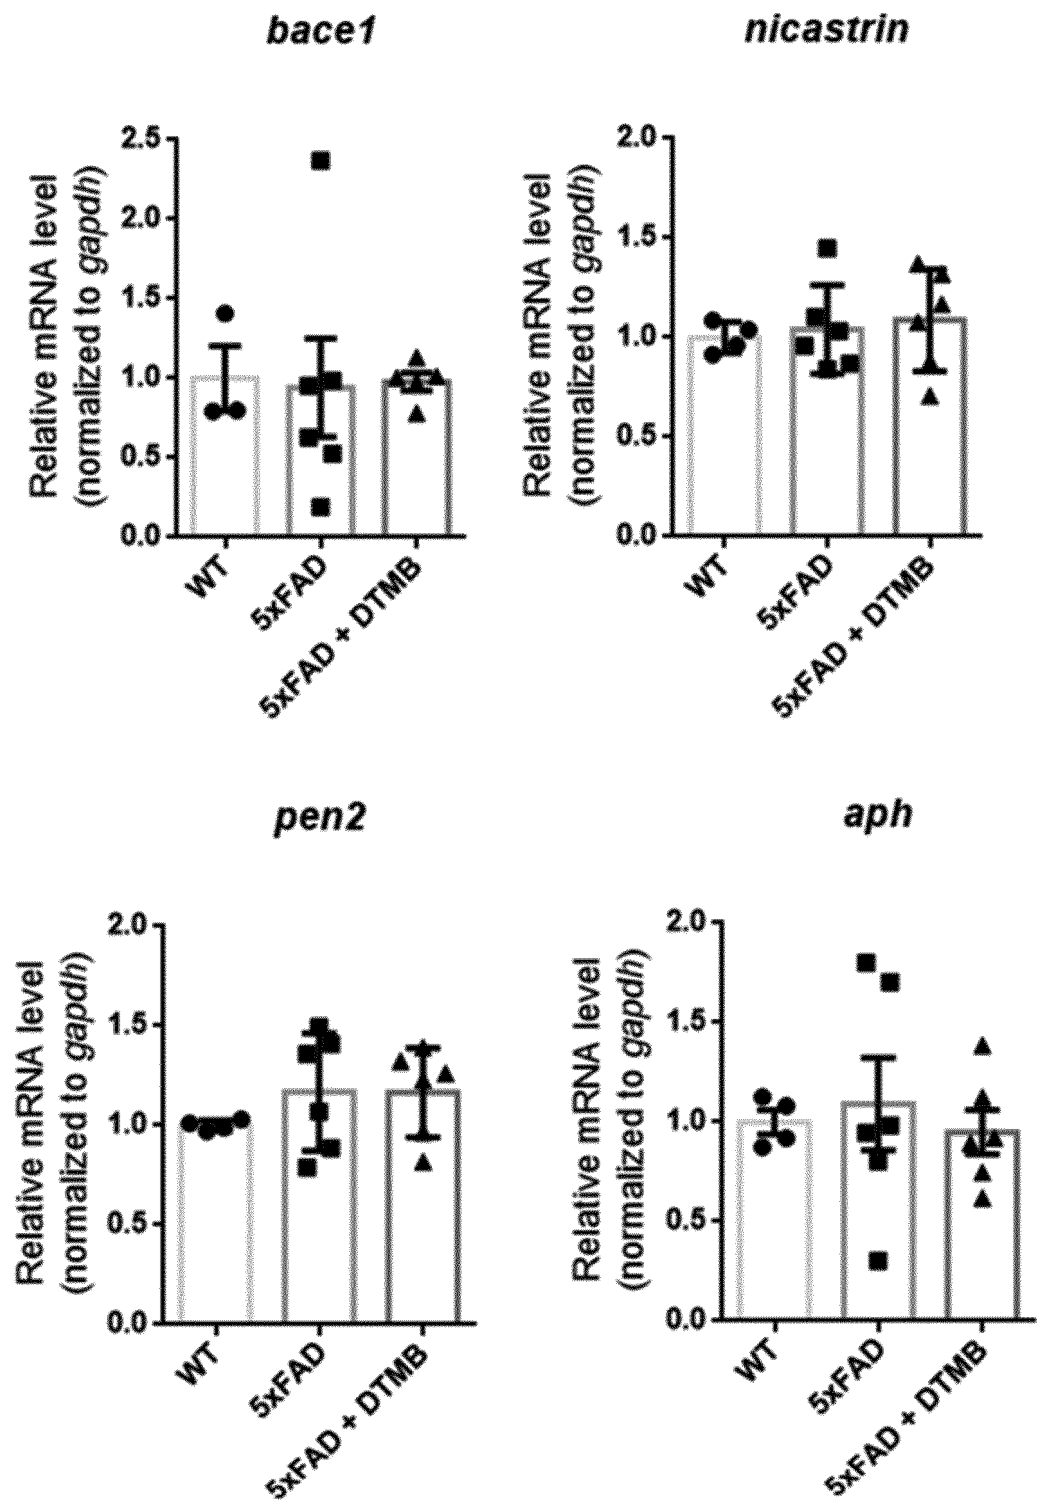 bace1
Relative mRNA level
(normalized to gapdh)
2.5
2.0
1.5
1.0
0.5
0.0
WT
5xFAD
5xFAD + DTMB
nicastrin
Relative mRNA level
(normalized to gapdh)
2.0
1.5
1.0
0.5
0.0
WT
5xFAD
5xFAD + DTMB
pen2
Relative mRNA level
(normalized to gapdh)
2.0
1.5
1.0
0.5
0.0
WT
5xFAD
5xFAD + DTMB
aph
Relative mRNA level
(normalized to gapdh)
2.0
1.5
1.0
0.5
0.0
WT
5xFAD
5xFAD + DTMB